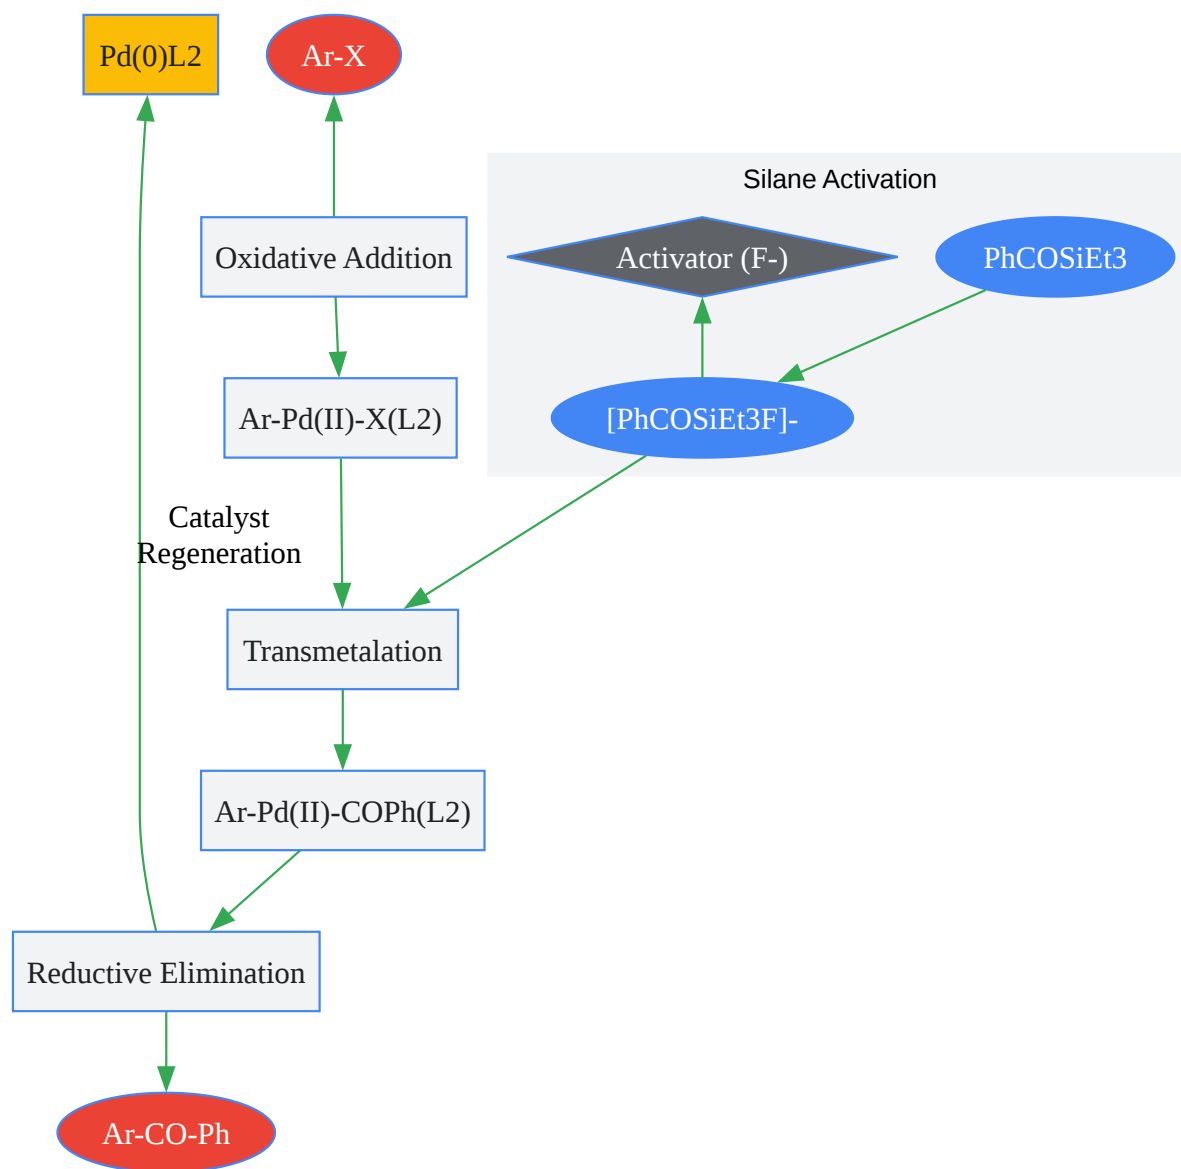 Pd(0)L2
Ar-X
Silane Activation
Oxidative Addition
Activator (F-)
PhCOSiEt3
Ar-Pd(II)-X(L2)
[PhCOSiEt3F]-
Catalyst
Regeneration
Transmetalation
Ar-Pd(II)-COPh(L2)
Reductive Elimination
Ar-CO-Ph